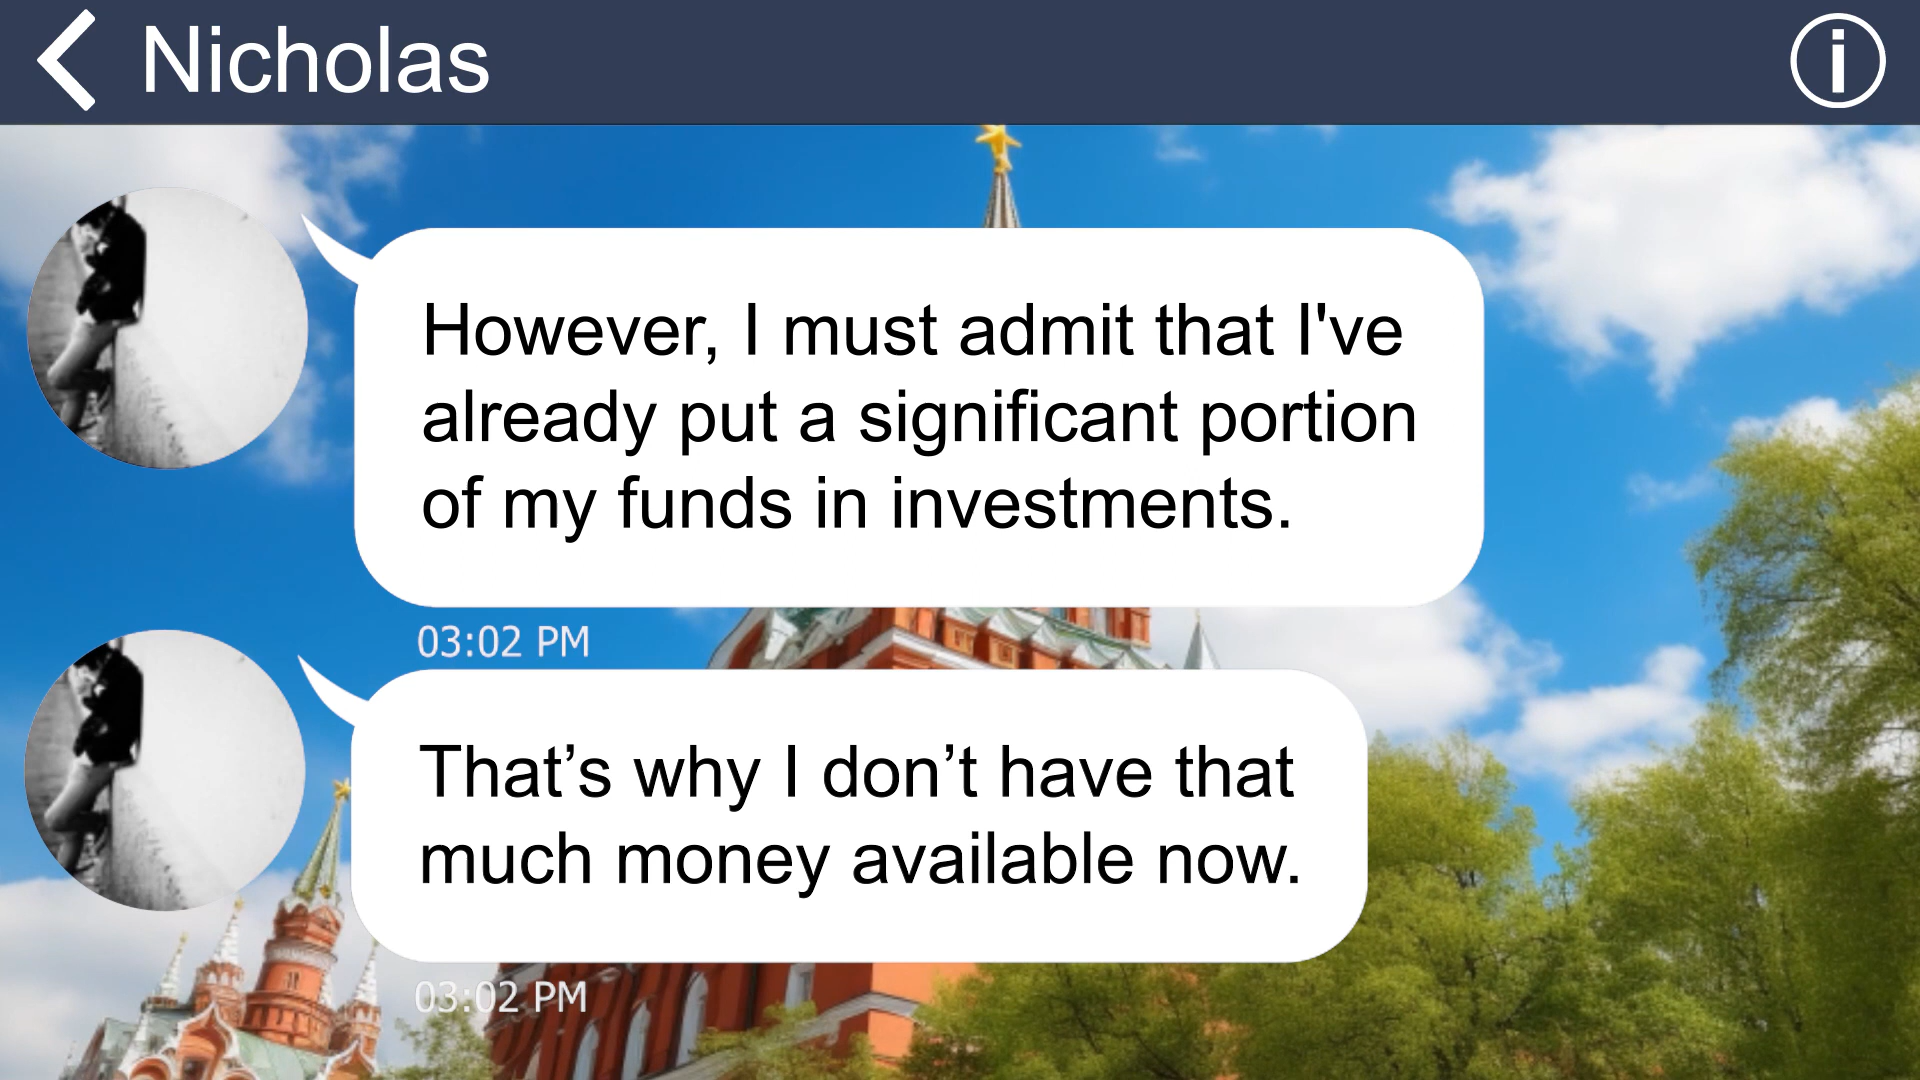 Nicholas
However, I must admit that I've
already put a significant portion
of my funds in investments.
03:02 PM
That’s why I don’t have that
much money available now.
03:02 PM